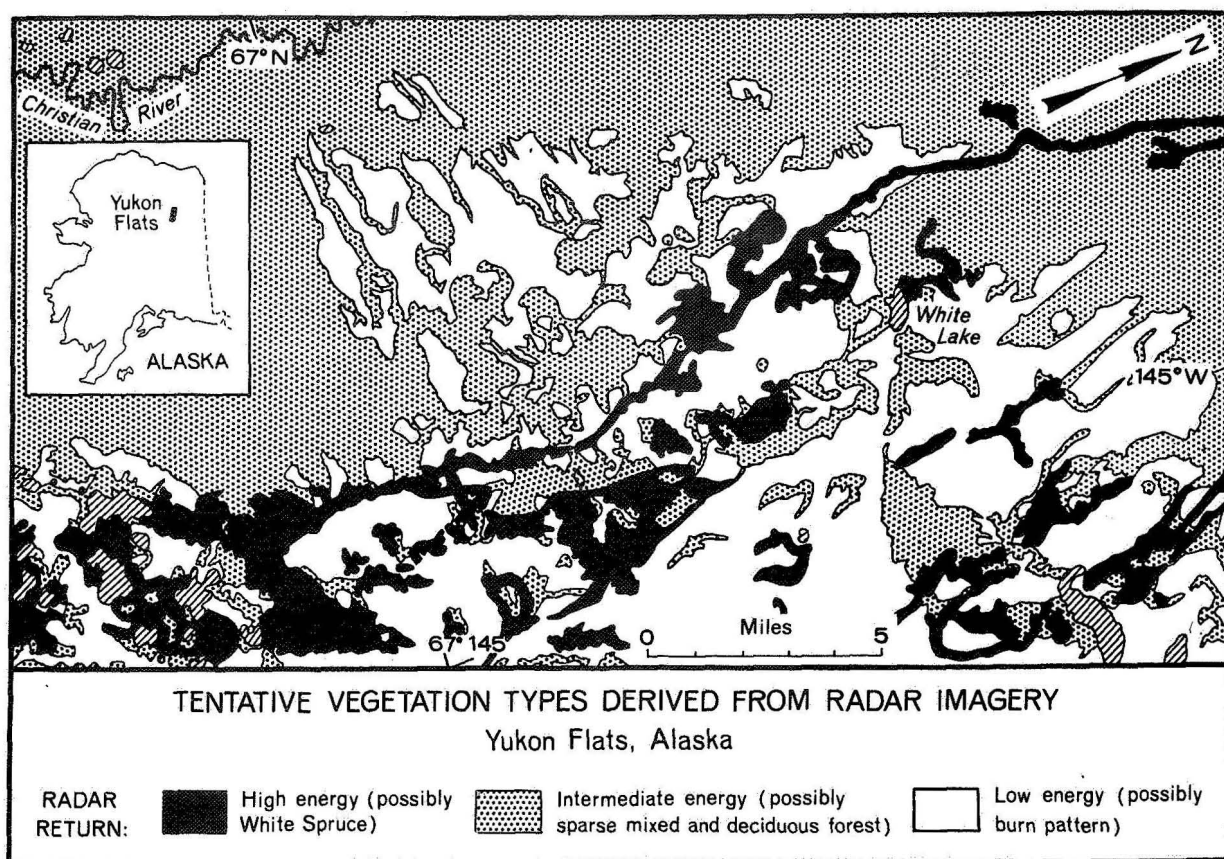 67° N
N
Christian River
Yukon
Flats
ALASKA
White
Lake
145° W
67° 145
0 Miles 5
TENTATIVE VEGETATION TYPES DERIVED FROM RADAR IMAGERY
Yukon Flats, Alaska
RADAR
RETURN:
High energy (possibly
White Spruce)
Intermediate energy (possibly
sparse mixed and deciduous forest)
Low energy (possibly
burn pattern)